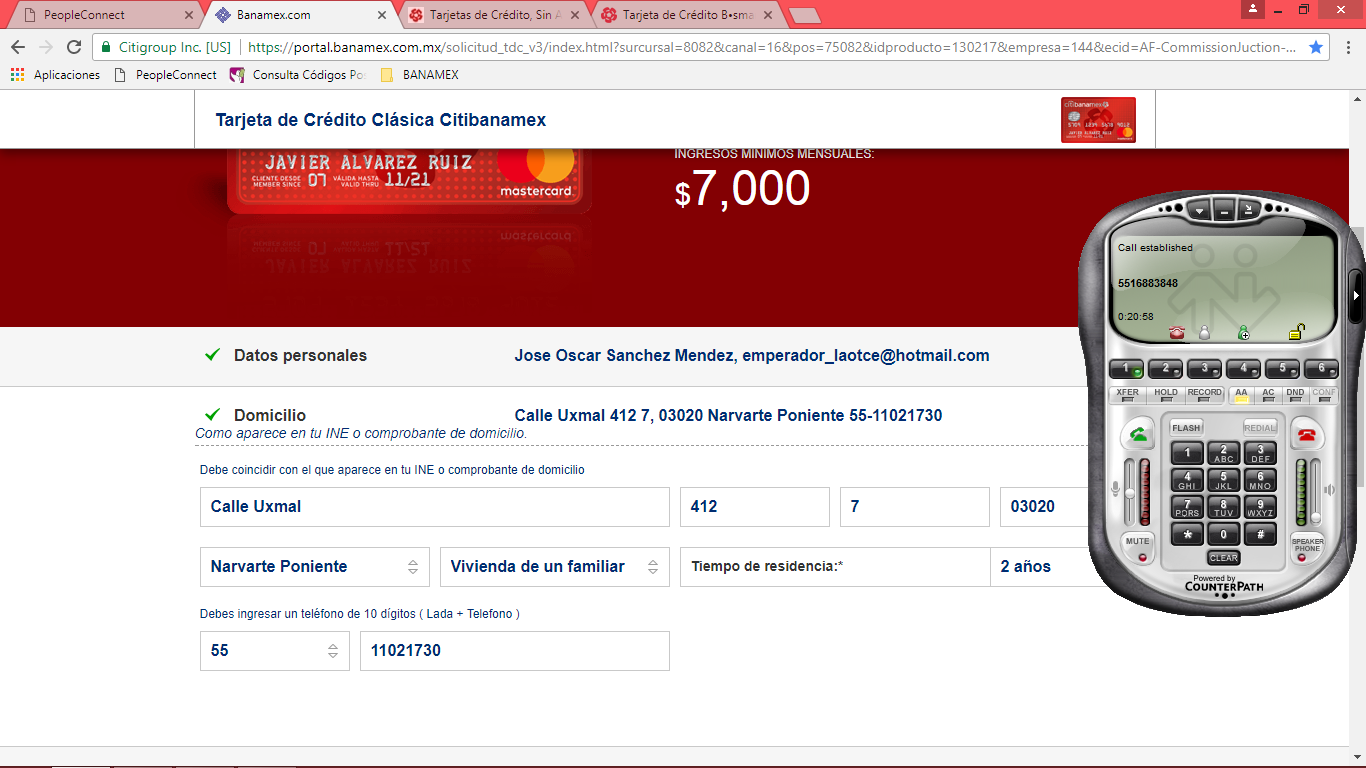 PeopleConnect
Banamex.com
Tarjetas de Crédito, Sin A
Tarjeta de Crédito B•sma
Citigroup Inc. [US]
https://portal.banamex.com.mx/solicitud_tdc_v3/index.html?surcursal=8082&canal=16&pos=75082&idproducto=130217&empresa=144&ecid=AF-CommissionJuction-...
Aplicaciones
PeopleConnect
Consulta Códigos Pos
BANAMEX
Tarjeta de Crédito Clásica Citibanamex
JAVIER ALVAREZ RUIZ
CLIENTE DESDE
MEMBER SINCE
07
VÁLIDA HASTA
VALID THRU
11/21
mastercard
INGRESOS MÍNIMOS MENSUALES:
$7,000
Datos personales
Jose Oscar Sanchez Mendez, emperador_laotce@hotmail.com
Domicilio
Calle Uxmal 412 7, 03020 Narvarte Poniente 55-11021730
Como aparece en tu INE o comprobante de domicilio.
Debe coincidir con el que aparece en tu INE o comprobante de domicilio
Calle Uxmal
412
7
03020
Narvarte Poniente
Vivienda de un familiar
Tiempo de residencia:*
2 años
Debes ingresar un teléfono de 10 dígitos ( Lada + Telefono )
55
11021730
Call established
5516883848
0:20:58
1 2 3 4 5 6
XFER HOLD RECORD AA AC DND CONF
FLASH
REDIAL
1
2 ABC
3 DEF
4 GHI
5 JKL
6 MNO
7 PQRS
8 TUV
9 WXYZ
*
0
#
MUTE
CLEAR
SPEAKER
PHONE
Powered by
COUNTERPATH